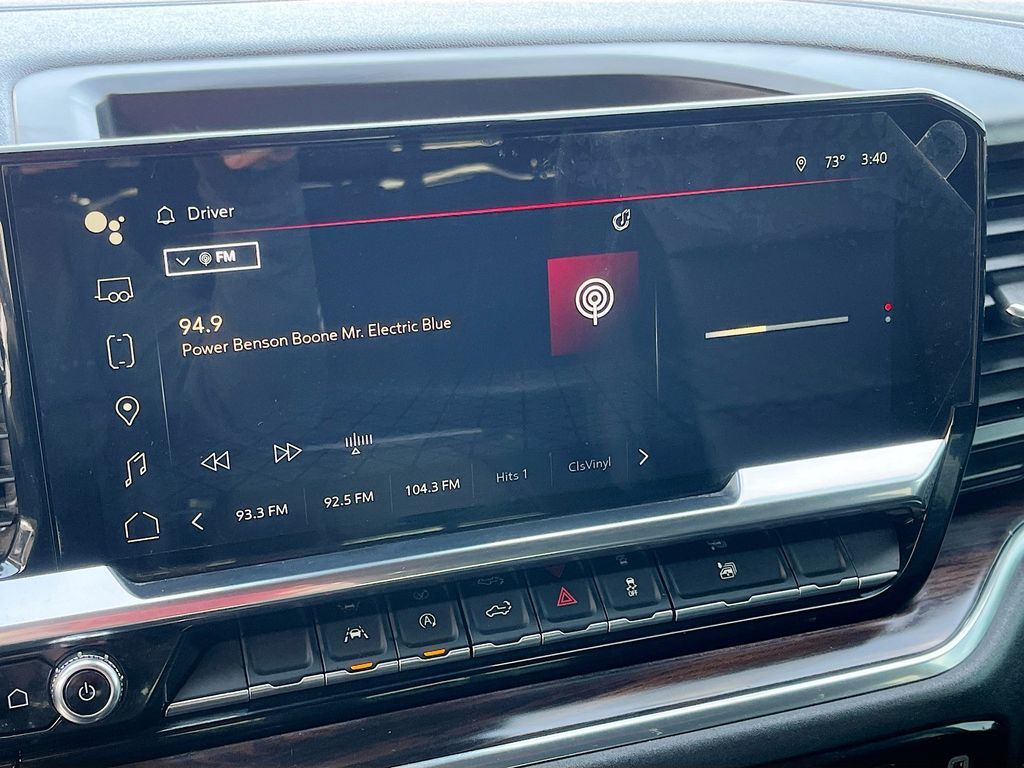 73° 3:40
Driver
FM
94.9
Power Benson Boone Mr. Electric Blue
93.3 FM 92.5 FM 104.3 FM Hits 1 ClsVinyl
A
OFF